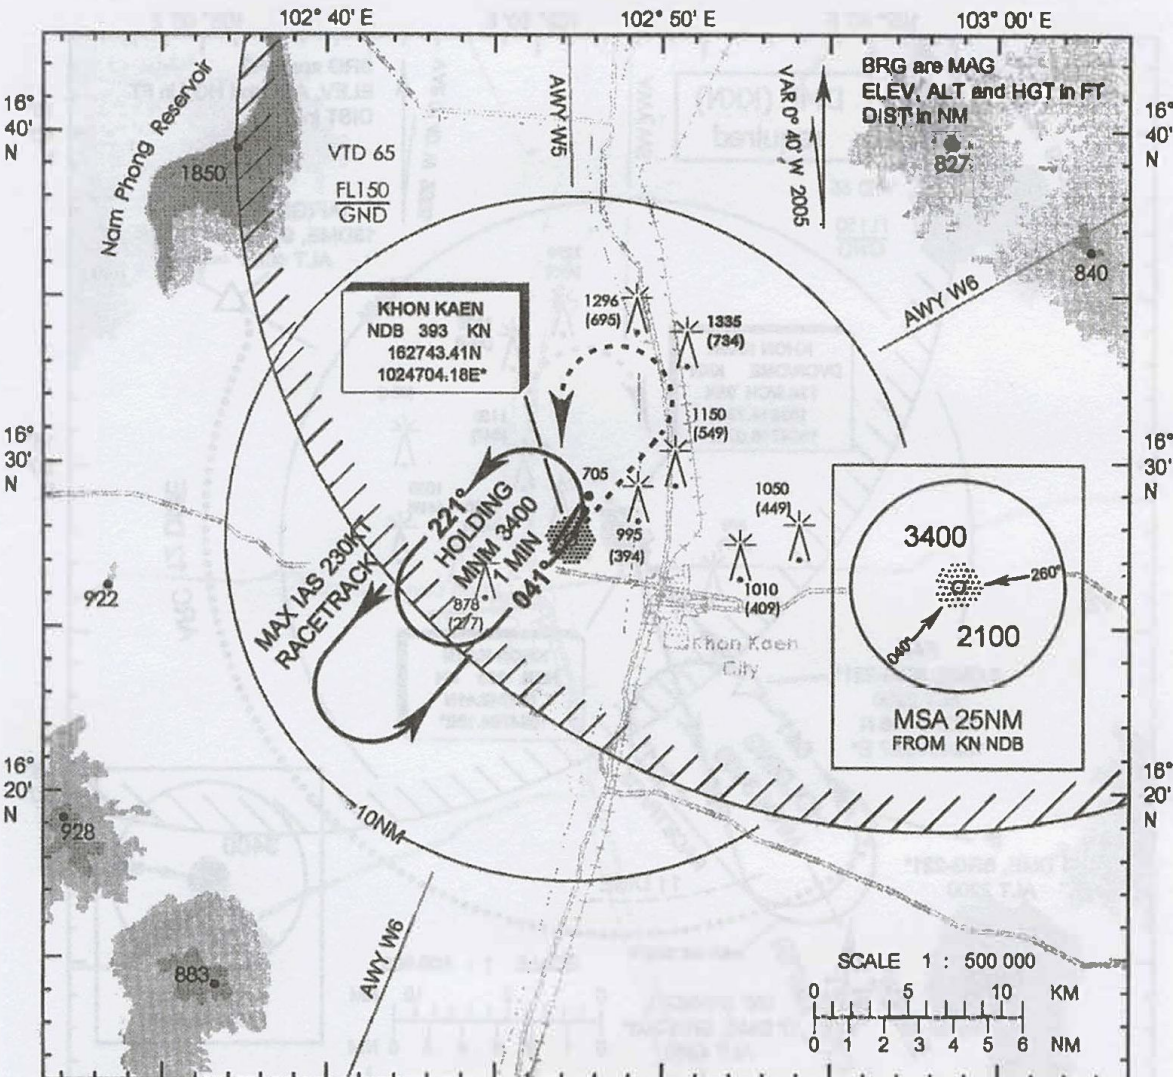 102° 40' E
102° 50' E
103° 00' E
16°
40'
N
16°
40'
N
Nam Phong Reservoir
1850
VTD 65
FL150
GND
AWY W5
VAR 0° 40' W 2005
BRG are MAG
ELEV, ALT and HGT in FT
DIST in NM
827
840
AWY W6
KHON KAEN
NDB 393 KN
162743.41N
1024704.18E*
1296
(695)
1335
(734)
1150
(549)
16°
30'
N
16°
30'
N
705
995
(394)
1050
(449)
1010
(409)
221°
HOLDING
MNM 3400
1 MIN
041°
878
(277)
MAX IAS 230KT
RACETRACK
922
Khon Kaen
City
3400
260°
040°
2100
MSA 25NM
FROM KN NDB
16°
20'
N
16°
20'
N
928
10NM
883
AWY W6
SCALE 1 : 500 000
0 5 10 KM
0 1 2 3 4 5 6 NM